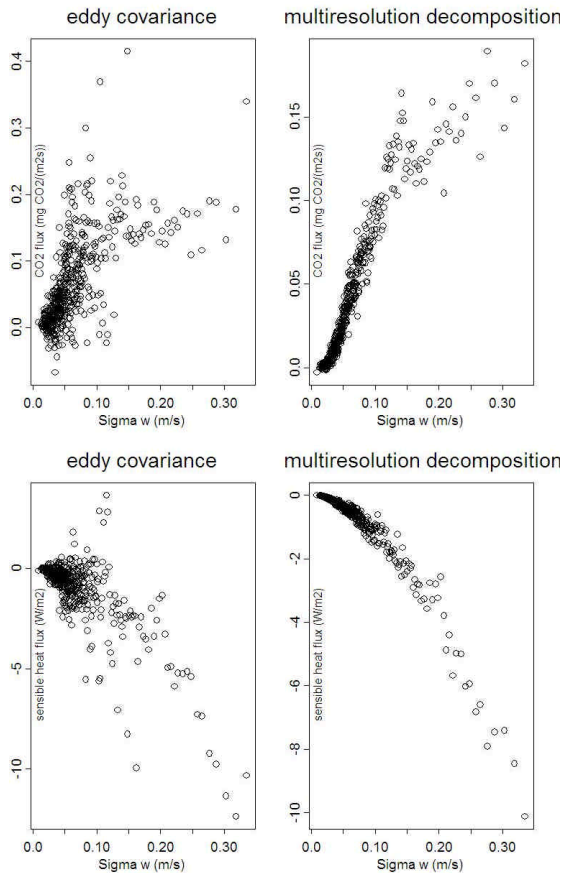 eddy covariance
multiresolution decomposition
CO2 flux (mg CO2/(m2s))
0.0 0.1 0.2 0.3 0.4
0.0 0.10 0.20 0.30
Sigma w (m/s)
CO2 flux (mg CO2/(m2s))
0.0 0.05 0.10 0.15
0.0 0.10 0.20 0.30
Sigma w (m/s)
eddy covariance
multiresolution decomposition
sensible heat flux (W/m2)
-10 -5 0
0.0 0.10 0.20 0.30
Sigma w (m/s)
sensible heat flux (W/m2)
-10 -8 -6 -4 -2 0
0.0 0.10 0.20 0.30
Sigma w (m/s)